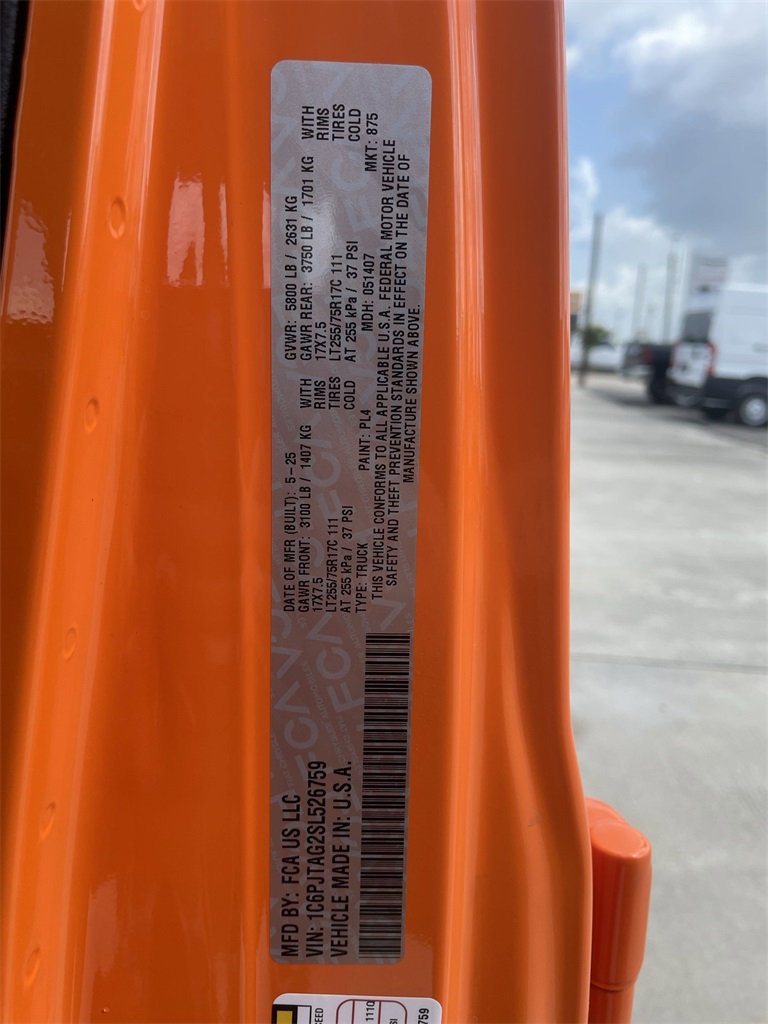 MFD BY: FCA US LLC
VIN: 1C6PJTAG2SL526759
VEHICLE MADE IN: U.S.A.
DATE OF MFR (BUILT): 5-25 GVWR: 5800 LB / 2631 KG
GAWR FRONT: 3100 LB / 1407 KG WITH GAWR REAR: 3750 LB / 1701 KG WITH
17X7.5 RIMS 17X7.5 RIMS
LT255/75R17C 111 TIRES LT255/75R17C 111 TIRES
AT 255 kPa / 37 PSI COLD AT 255 kPa / 37 PSI COLD
TYPE: TRUCK PAINT: PL4 MDH: 051407 MKT: 875
THIS VEHICLE CONFORMS TO ALL APPLICABLE U.S.A. FEDERAL MOTOR VEHICLE
SAFETY AND THEFT PREVENTION STANDARDS IN EFFECT ON THE DATE OF
MANUFACTURE SHOWN ABOVE.
1110
759